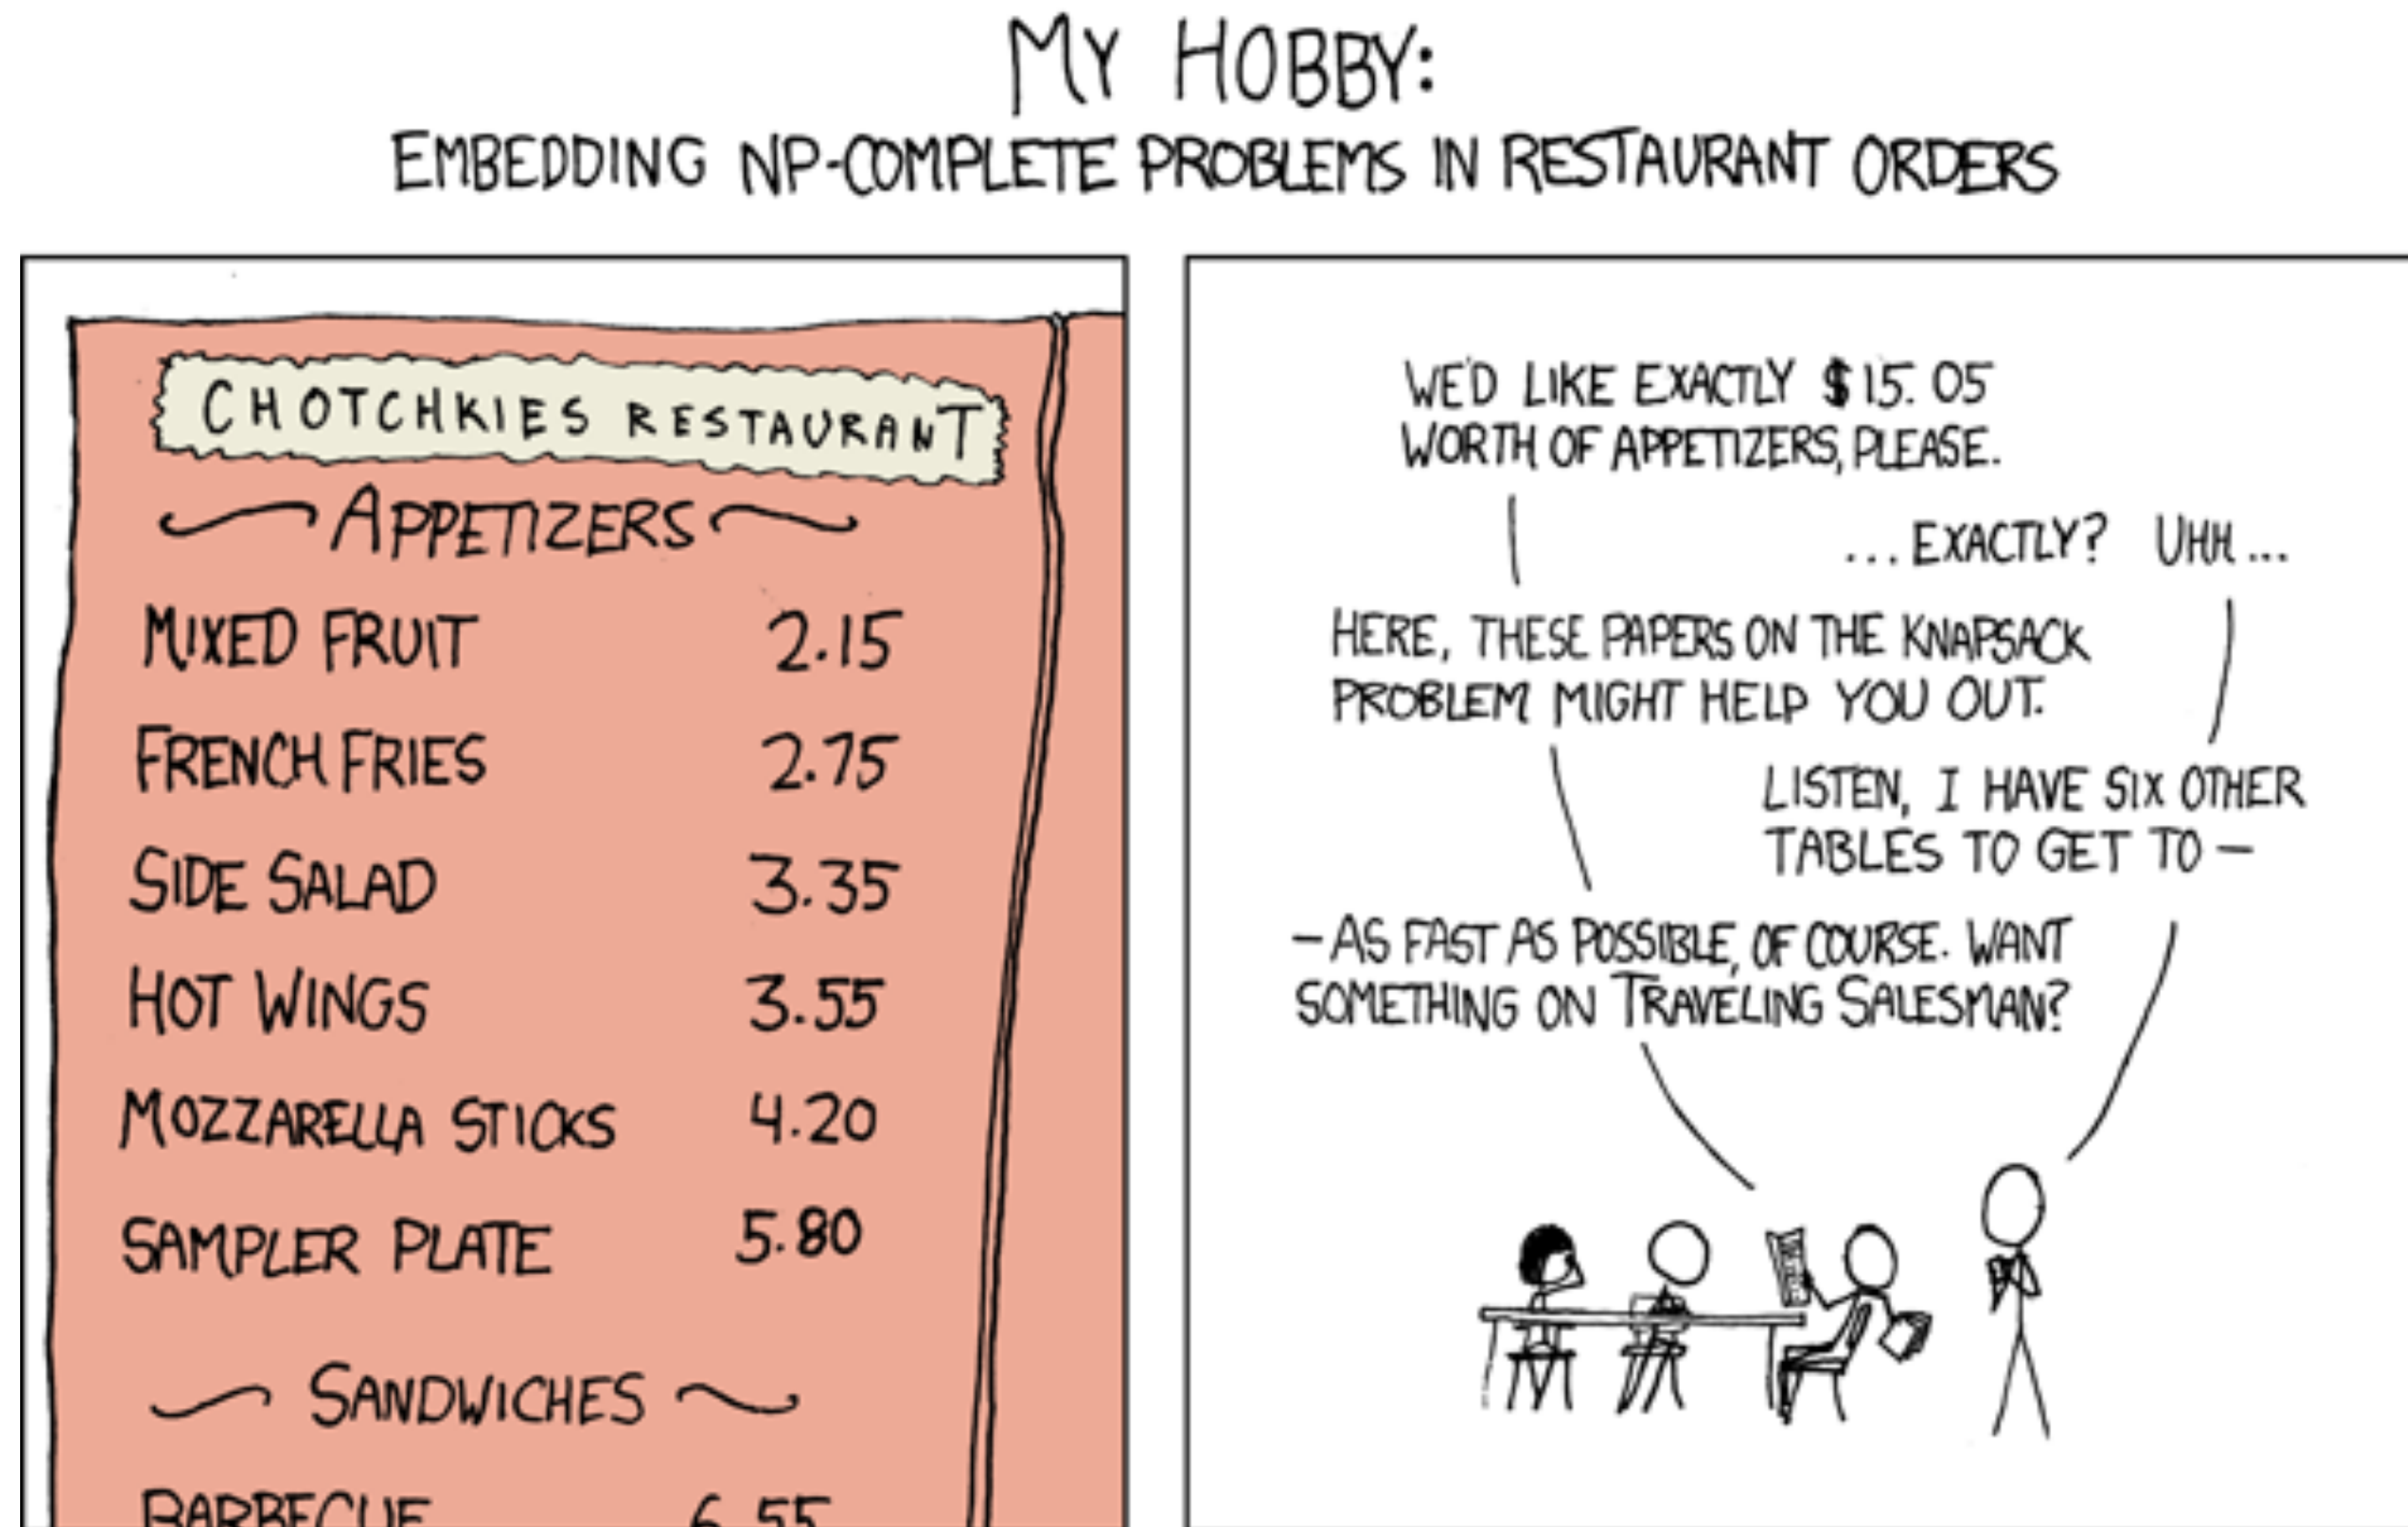 MY HOBBY:
EMBEDDING NP-COMPLETE PROBLEMS IN RESTAURANT ORDERS
CHOTCHKIES RESTAURANT
APPETIZERS
MIXED FRUIT 2.15
FRENCH FRIES 2.75
SIDE SALAD 3.35
HOT WINGS 3.55
MOZZARELLA STICKS 4.20
SAMPLER PLATE 5.80
SANDWICHES
BARBECUE 6.55
WE'D LIKE EXACTLY $15.05
WORTH OF APPETIZERS, PLEASE.
...EXACTLY? UHH...
HERE, THESE PAPERS ON THE KNAPSACK
PROBLEM MIGHT HELP YOU OUT.
LISTEN, I HAVE SIX OTHER
TABLES TO GET TO —
— AS FAST AS POSSIBLE, OF COURSE. WANT
SOMETHING ON TRAVELING SALESMAN?